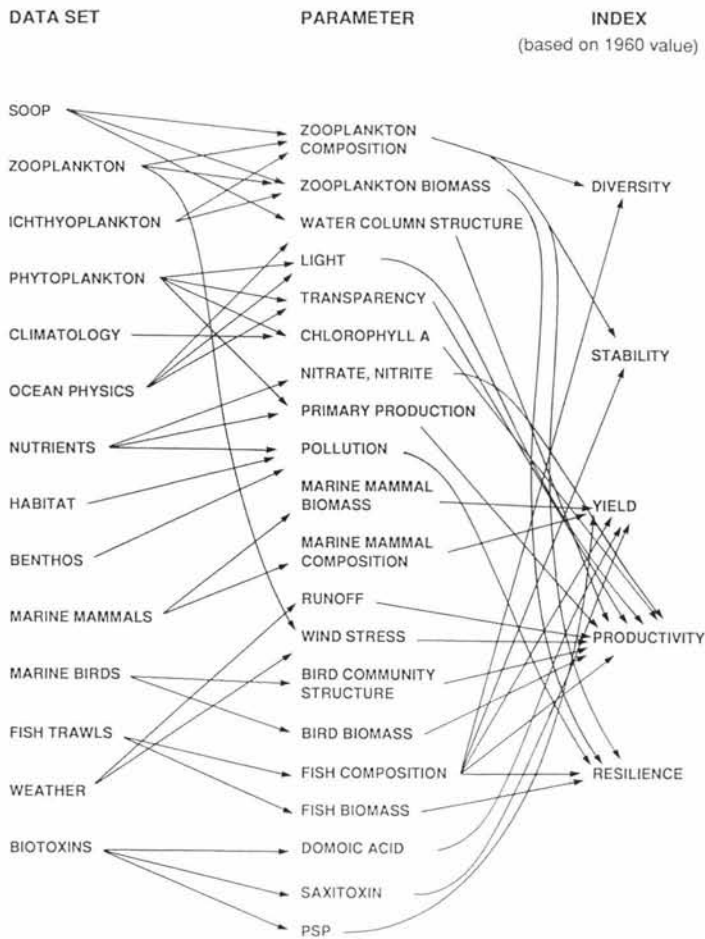 DATA SET
PARAMETER
INDEX
(based on 1960 value)
SOOP
ZOOPLANKTON
ICHTHYOPLANKTON
PHYTOPLANKTON
CLIMATOLOGY
OCEAN PHYSICS
NUTRIENTS
HABITAT
BENTHOS
MARINE MAMMALS
MARINE BIRDS
FISH TRAWLS
WEATHER
BIOTOXINS
ZOOPLANKTON
COMPOSITION
ZOOPLANKTON BIOMASS
WATER COLUMN STRUCTURE
LIGHT
TRANSPARENCY
CHLOROPHYLL A
NITRATE, NITRITE
PRIMARY PRODUCTION
POLLUTION
MARINE MAMMAL
BIOMASS
MARINE MAMMAL
COMPOSITION
RUNOFF
WIND STRESS
BIRD COMMUNITY
STRUCTURE
BIRD BIOMASS
FISH COMPOSITION
FISH BIOMASS
DOMOIC ACID
SAXITOXIN
PSP
DIVERSITY
STABILITY
YIELD
PRODUCTIVITY
RESILIENCE